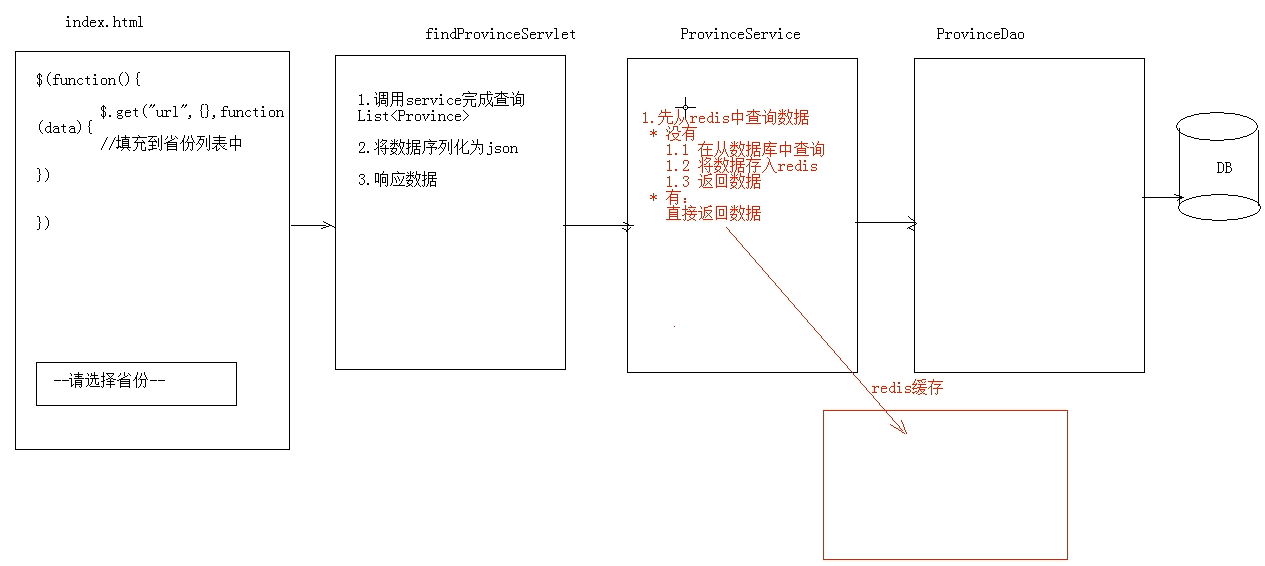 index.html
$(function(){
$.get("url",{},function
(data){
//填充到省份列表中
})
})
--请选择省份--
findProvinceServlet
1.调用service完成查询
List<Province>
2.将数据序列化为json
3.响应数据
ProvinceService
1.先从redis中查询数据
* 没有
1.1 在从数据库中查询
1.2 将数据存入redis
1.3 返回数据
* 有:
直接返回数据
ProvinceDao
DB
redis缓存